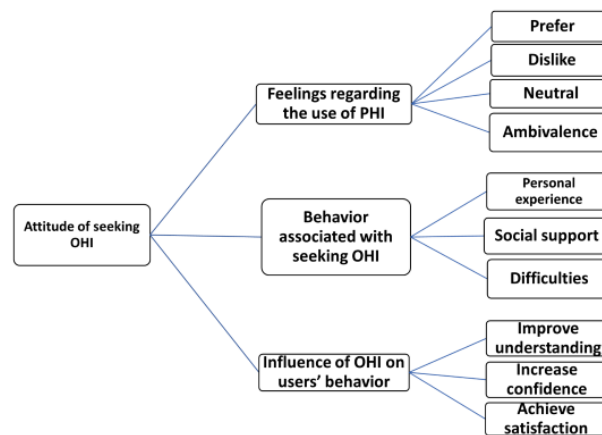 Attitude of seeking
OHI
Feelings regarding
the use of PHI
Prefer
Dislike
Neutral
Ambivalence
Behavior
associated with
seeking OHI
Personal
experience
Social support
Difficulties
Influence of OHI on
users' behavior
Improve
understanding
Increase
confidence
Achieve
satisfaction